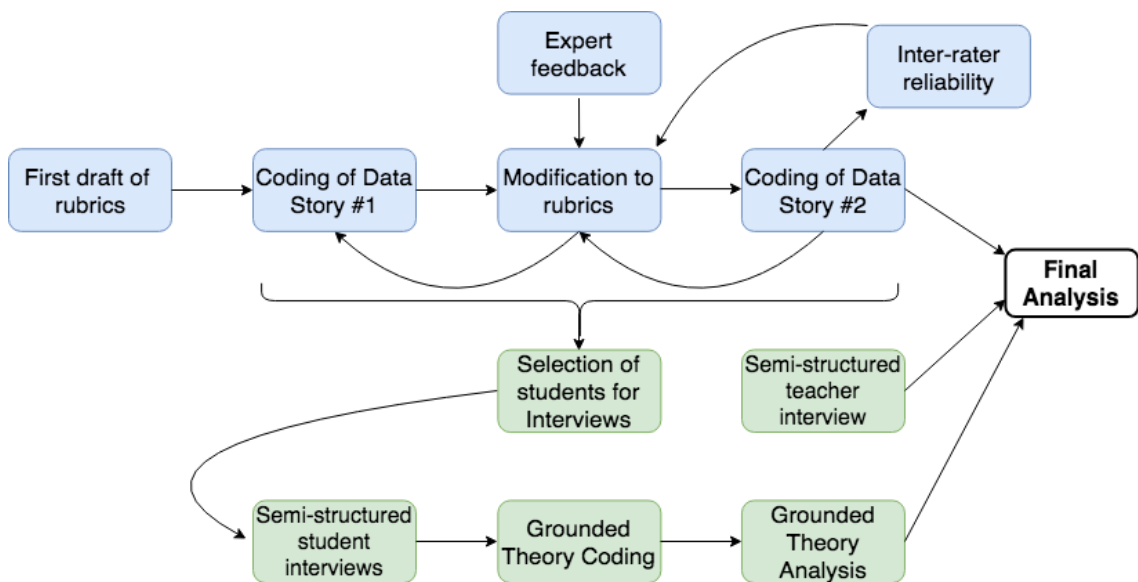 Expert
feedback
Inter-rater
reliability
First draft of
rubrics
Coding of Data
Story #1
Modification to
rubrics
Coding of Data
Story #2
Final
Analysis
Selection of
students for
Interviews
Semi-structured
teacher
interview
Semi-structured
student
interviews
Grounded
Theory Coding
Grounded
Theory
Analysis